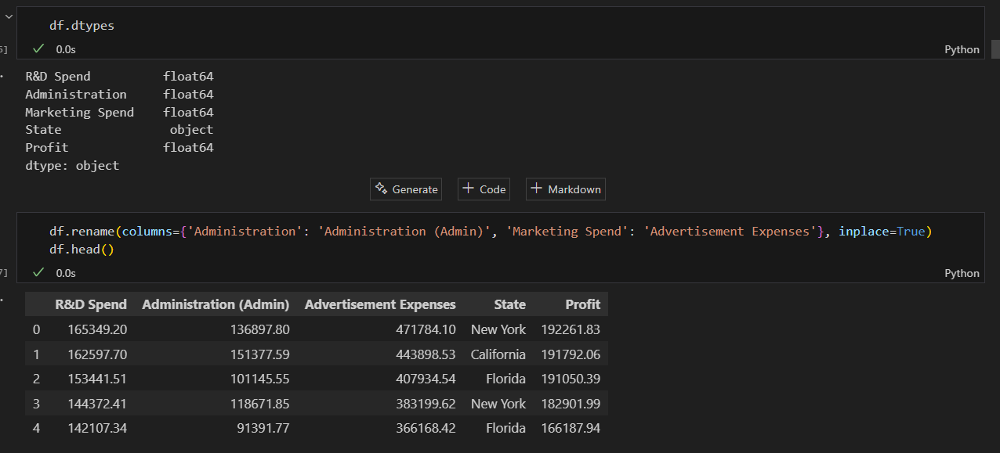 df.dtypes
0.0s Python
R&D Spend float64
Administration float64
Marketing Spend float64
State object
Profit float64
dtype: object
Generate Code Markdown
df.rename(columns={'Administration': 'Administration (Admin)', 'Marketing Spend': 'Advertisement Expenses'}, inplace=True)
df.head()
7] 0.0s Python
R&D Spend Administration (Admin) Advertisement Expenses State Profit
0 165349.20 136897.80 471784.10 New York 192261.83
1 162597.70 151377.59 443898.53 California 191792.06
2 153441.51 101145.55 407934.54 Florida 191050.39
3 144372.41 118671.85 383199.62 New York 182901.99
4 142107.34 91391.77 366168.42 Florida 166187.94